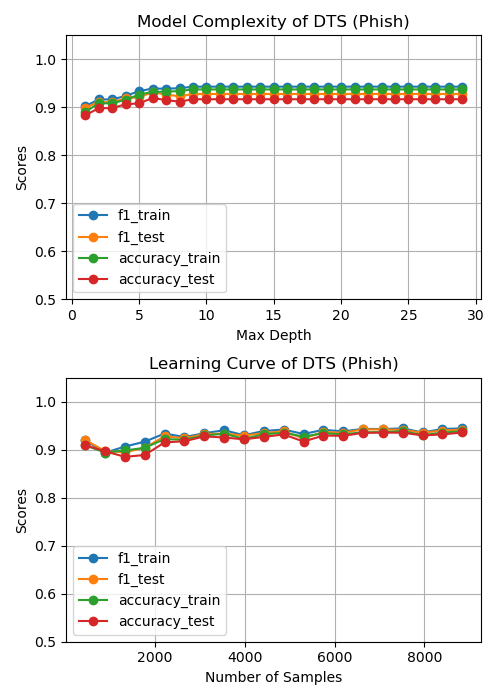 Model Complexity of DTS (Phish)
1.0
0.9
0.8
0.7
0.6
0.5
Scores
f1_train
f1_test
accuracy_train
accuracy_test
0 5 10 15 20 25 30
Max Depth
Learning Curve of DTS (Phish)
1.0
0.9
0.8
0.7
0.6
0.5
Scores
f1_train
f1_test
accuracy_train
accuracy_test
2000 4000 6000 8000
Number of Samples